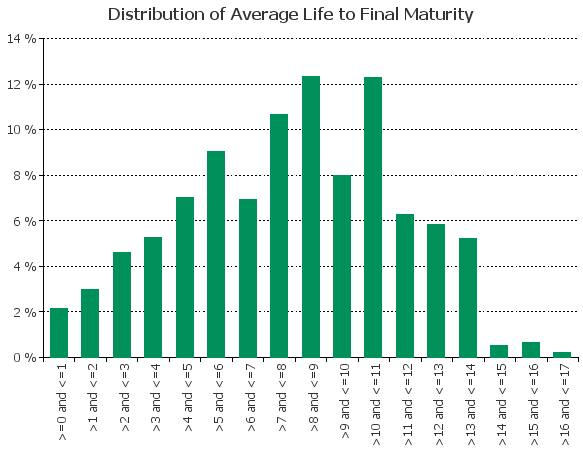 Distribution of Average Life to Final Maturity
14 %
12 %
10 %
8 %
6 %
4 %
2 %
0 %
>=0 and <=1
>1 and <=2
>2 and <=3
>3 and <=4
>4 and <=5
>5 and <=6
>6 and <=7
>7 and <=8
>8 and <=9
>9 and <=10
>10 and <=11
>11 and <=12
>12 and <=13
>13 and <=14
>14 and <=15
>15 and <=16
>16 and <=17